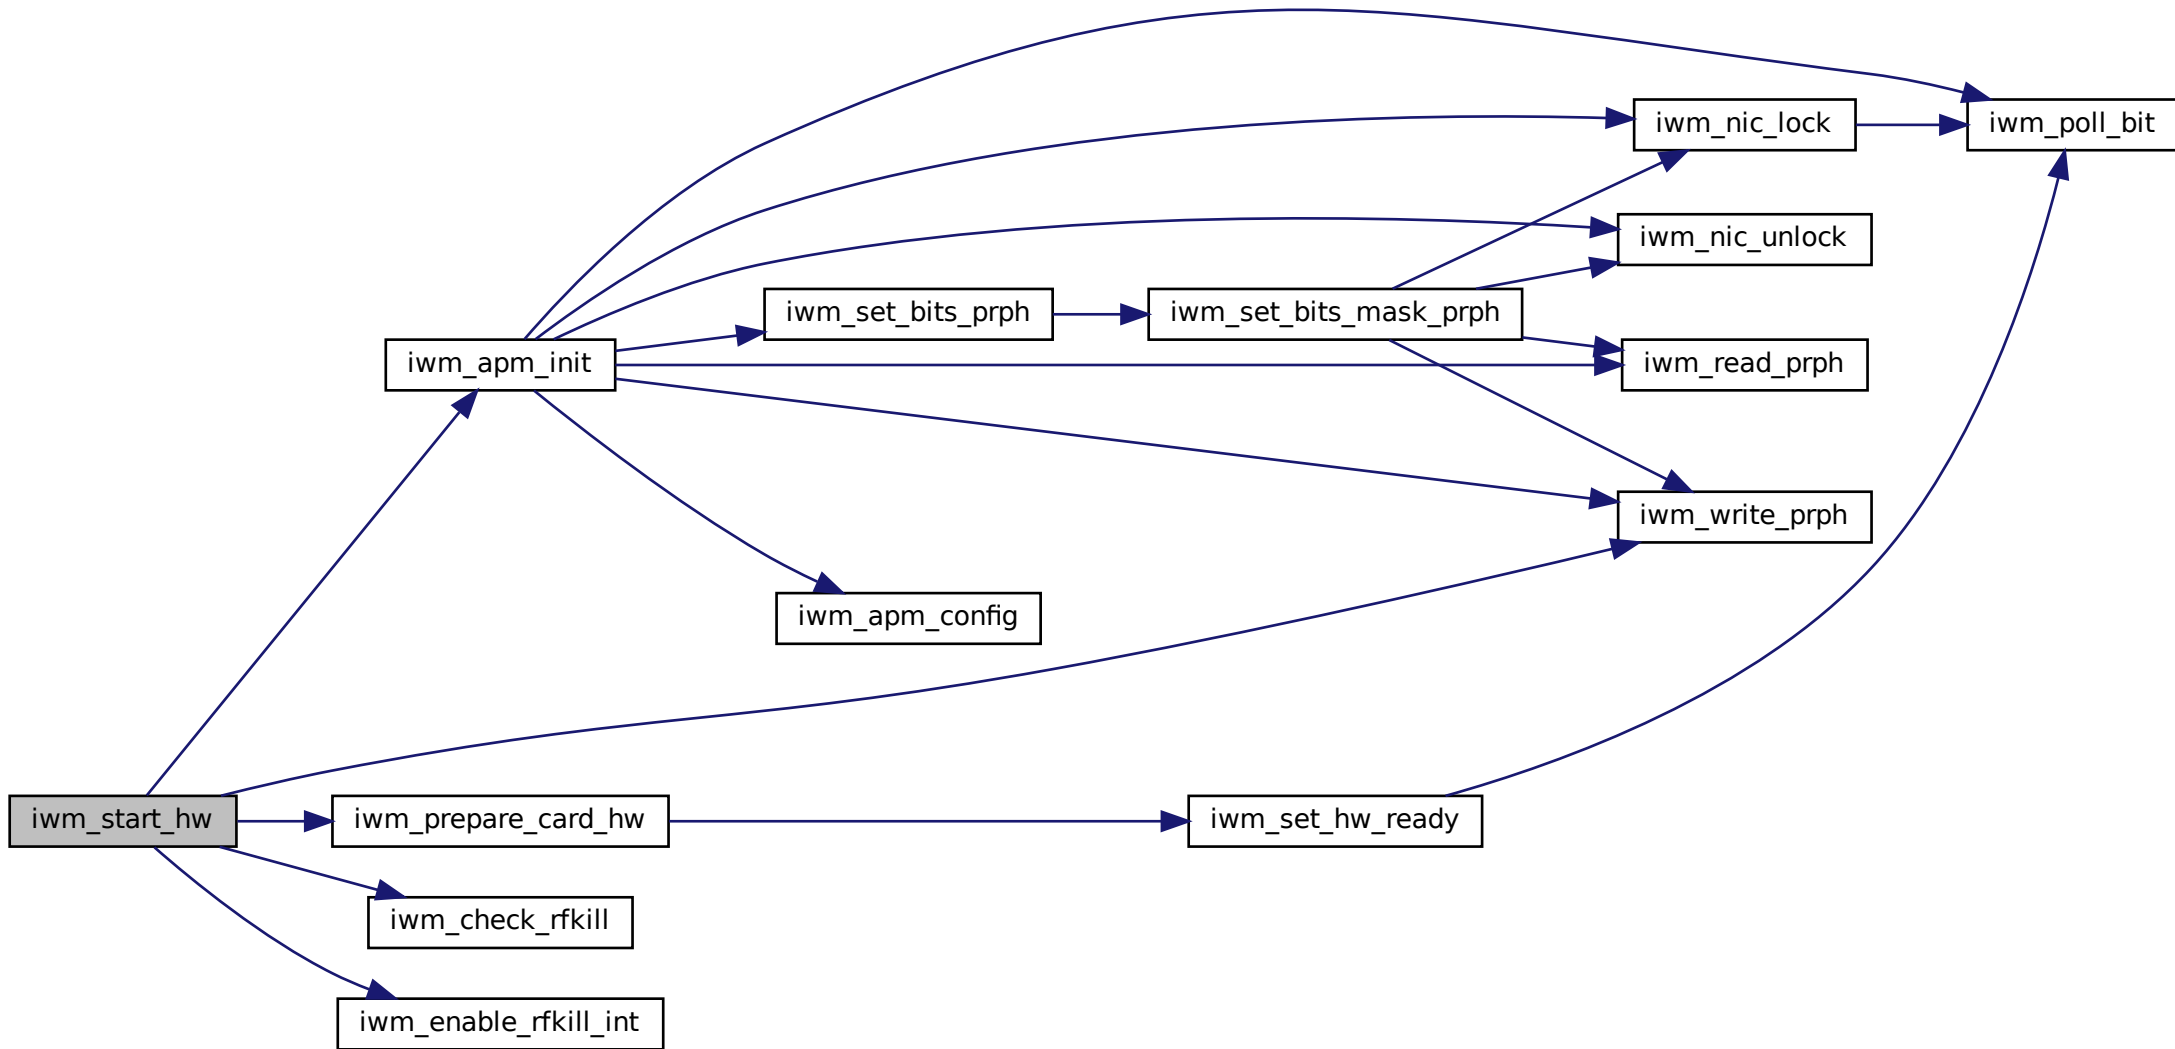 iwm_nic_lock
iwm_poll_bit
iwm_nic_unlock
iwm_set_bits_prph
iwm_set_bits_mask_prph
iwm_apm_init
iwm_read_prph
iwm_write_prph
iwm_apm_config
iwm_start_hw
iwm_prepare_card_hw
iwm_set_hw_ready
iwm_check_rfkill
iwm_enable_rfkill_int